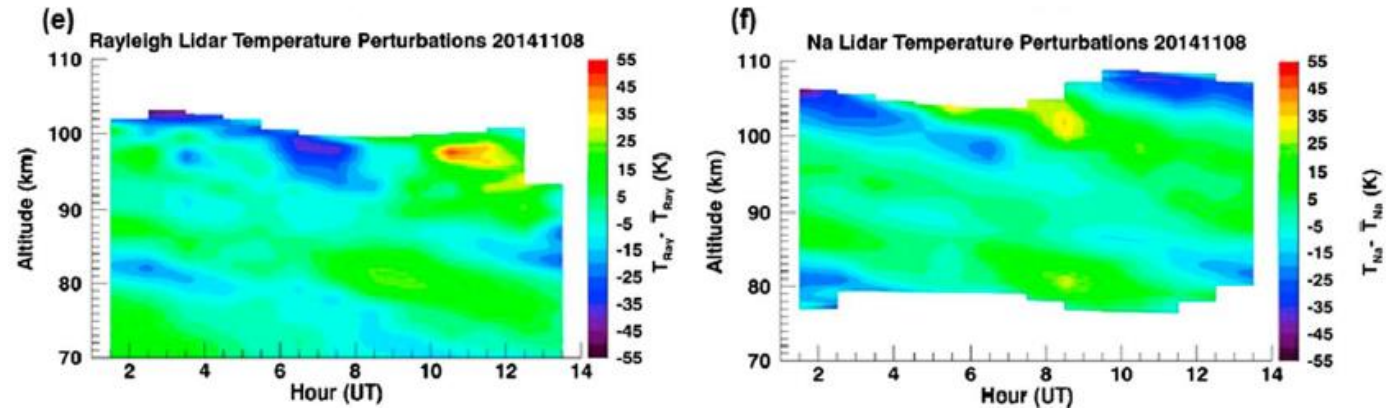 (e)
Rayleigh Lidar Temperature Perturbations 20141108
110
100
90
80
70
Altitude (km)
2 4 6 8 10 12 14
Hour (UT)
55
45
35
25
15
5
-5
-15
-25
-35
-45
-55
T_Ray - T̅_Ray (K)
(f)
Na Lidar Temperature Perturbations 20141108
110
100
90
80
70
Altitude (km)
2 4 6 8 10 12 14
Hour (UT)
55
45
35
25
15
5
-5
-15
-25
-35
-45
-55
T_Na - T̅_Na (K)